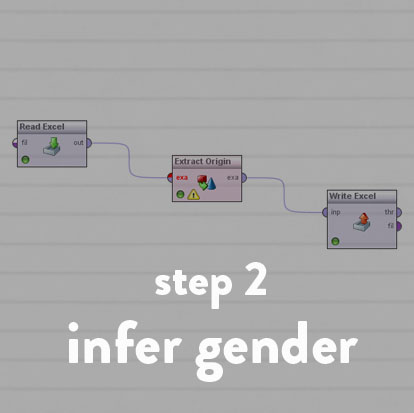 Read Excel
fil out
Extract Origin
exa exa
Write Excel
inp thr
fil
step 2
infer gender